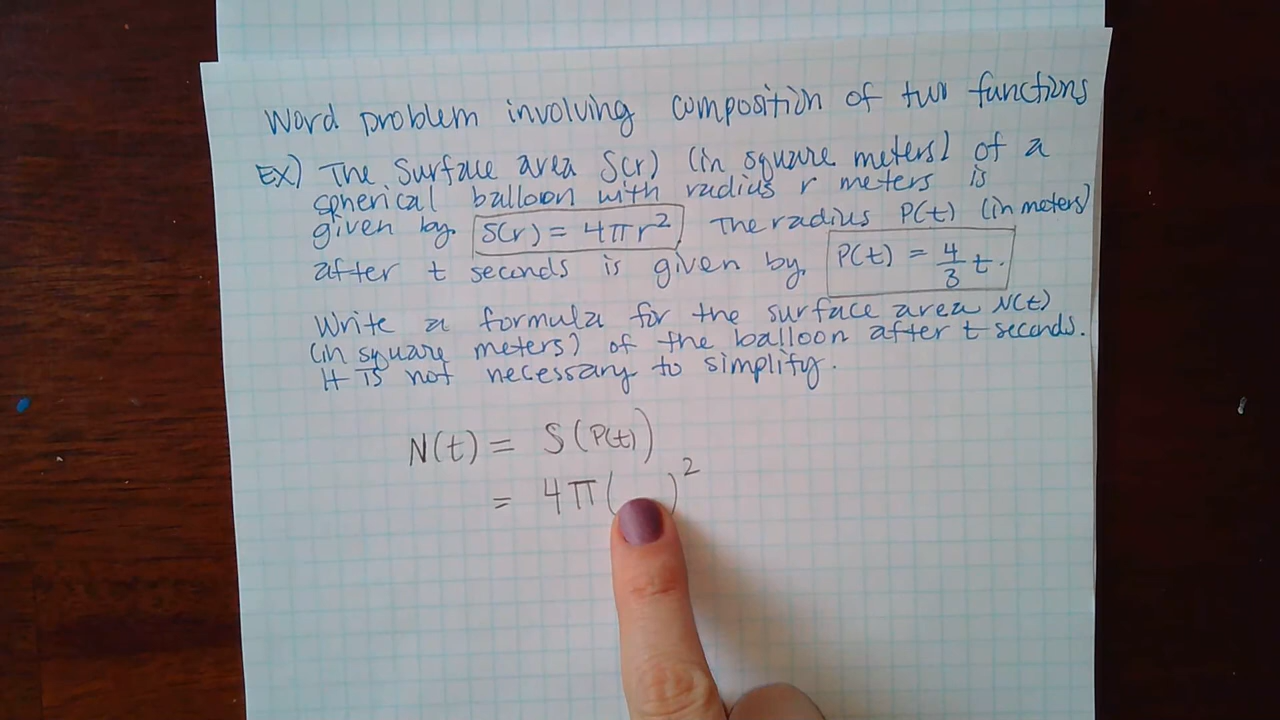 Word problem involving composition of two functions
EX) The surface area S(r) (in square meters) of a
spherical balloon with radius r meters is
given by S(r) = 4πr². The radius P(t) (in meters)
after t seconds is given by P(t) = 4/3 t.
Write a formula for the surface area N(t)
(in square meters) of the balloon after t seconds.
It is not necessary to simplify.
N(t) = S(P(t))
= 4π( )²